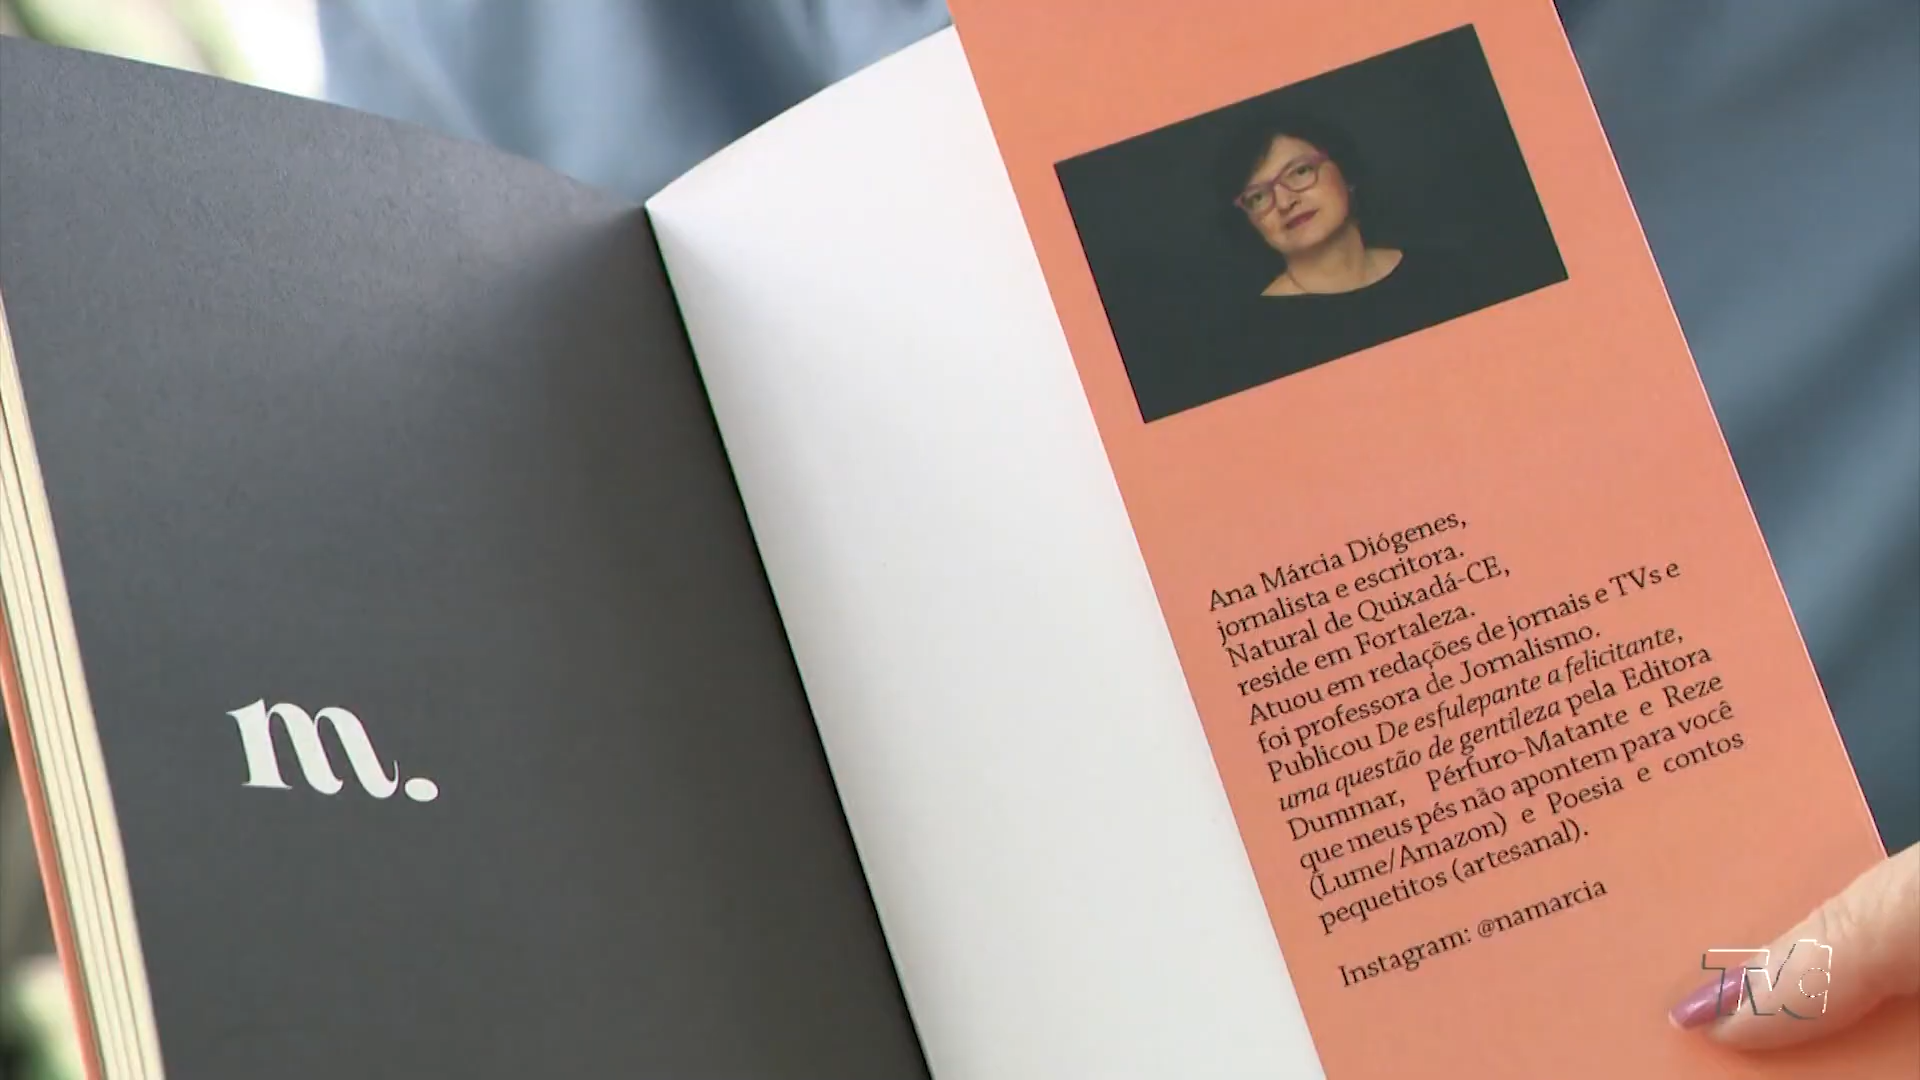 m.
Ana Márcia Diógenes,
jornalista e escritora.
Natural de Quixadá-CE,
reside em Fortaleza.
Atuou em redações de jornais e TVs e
foi professora de Jornalismo.
Publicou De esfulepante a felicitante,
uma questão de gentileza pela Editora
Dummar, Pérfuro-Matante e Reze
que meus pés não apontem para você
(Lume/Amazon) e Poesia e contos
pequetitos (artesanal).
Instagram: @namarcia
TVC